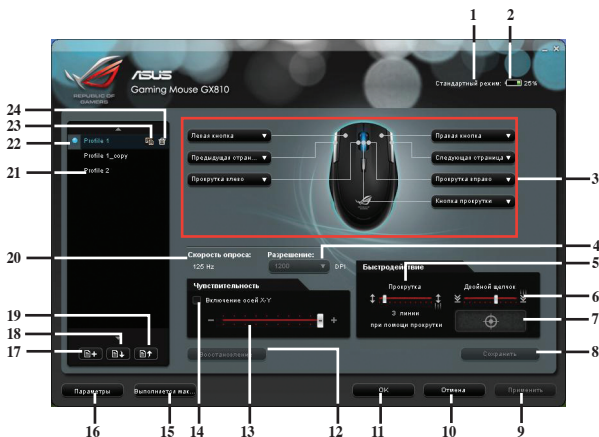 1
2
ASUS
Gaming Mouse GX810
REPUBLIC OF
GAMERS
Стандартный режим:
25%
24
23
22
21
Profile 1
Profile 1_copy
Profile 2
Левая кнопка
Предыдущая стран...
Прокрутка влево
Правая кнопка
Следующая страница
Прокрутка вправо
Кнопка прокрутки
3
20
Скорость опроса:
125 Hz
Разрешение:
1200
DPI
4
Чувствительность
Включение осей X-Y
Быстродействие
5
Прокрутка
Двойной щелчок
6
3 линии
при помощи прокрутки
7
19
18
17
Восстановление
Сохранить
8
Параметры
Выполняется мак...
OK
Отмена
Применить
16
15
14
13
12
11
10
9